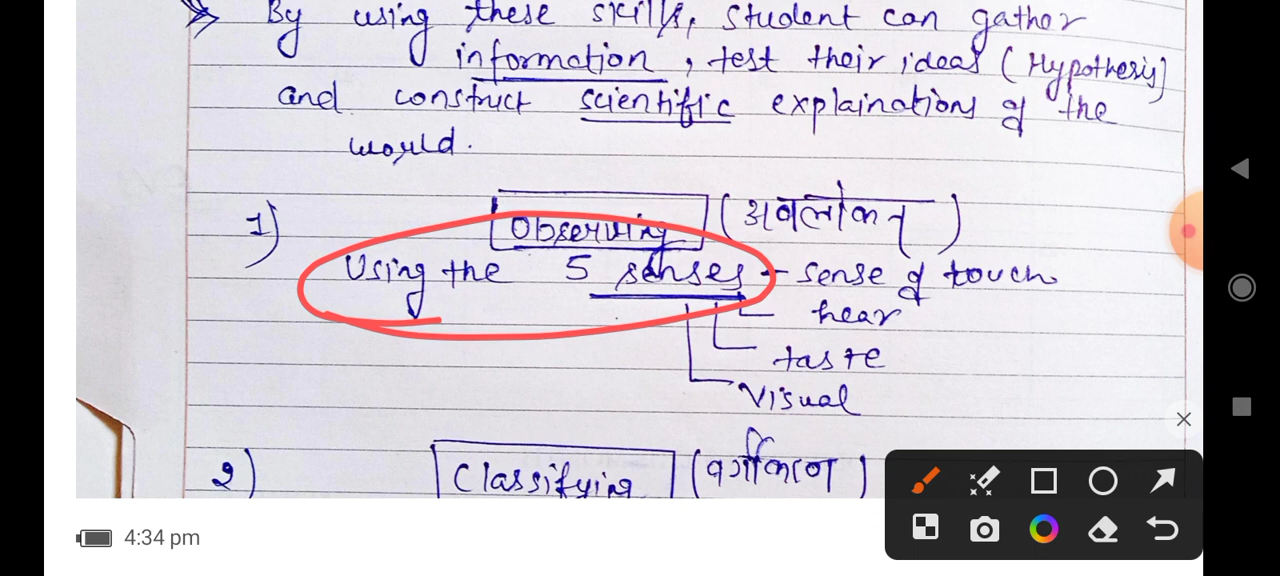 By using these skills, student can gather
information, test their ideas (Hypothesis)
and construct scientific explainations of the
world.
1) Observing (अवलोकन)
Using the 5 senses - sense of touch
hear
taste
Visual
2) Classifying (वर्गीकरण)
4:34 pm